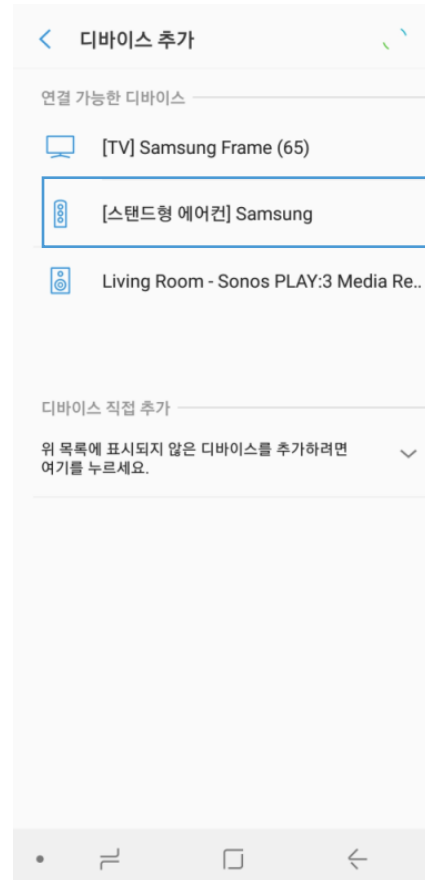 디바이스 추가
연결 가능한 디바이스
[TV] Samsung Frame (65)
[스탠드형 에어컨] Samsung
Living Room - Sonos PLAY:3 Media Re..
디바이스 직접 추가
위 목록에 표시되지 않은 디바이스를 추가하려면
여기를 누르세요.